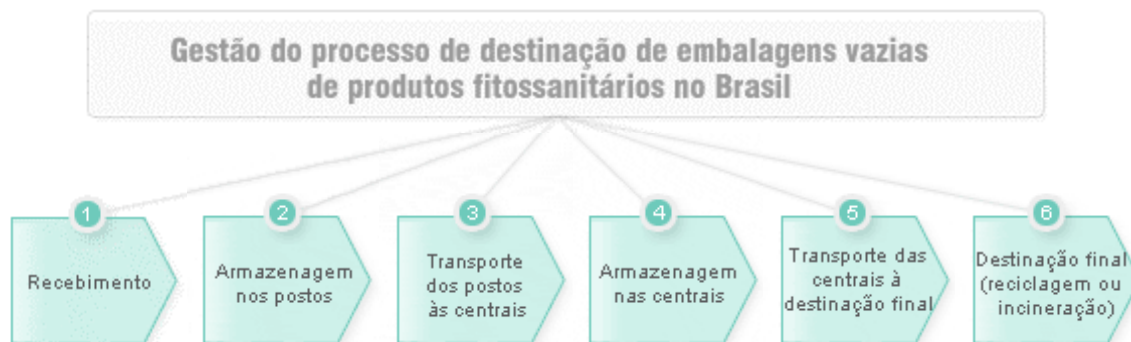 Gestão do processo de destinação de embalagens vazias
de produtos fitossanitários no Brasil
1
Recebimento
2
Armazenagem
nos postos
3
Transporte
dos postos
às centrais
4
Armazenagem
nas centrais
5
Transporte das
centrais à
destinação final
6
Destinação final
(reciclagem ou
incineração)